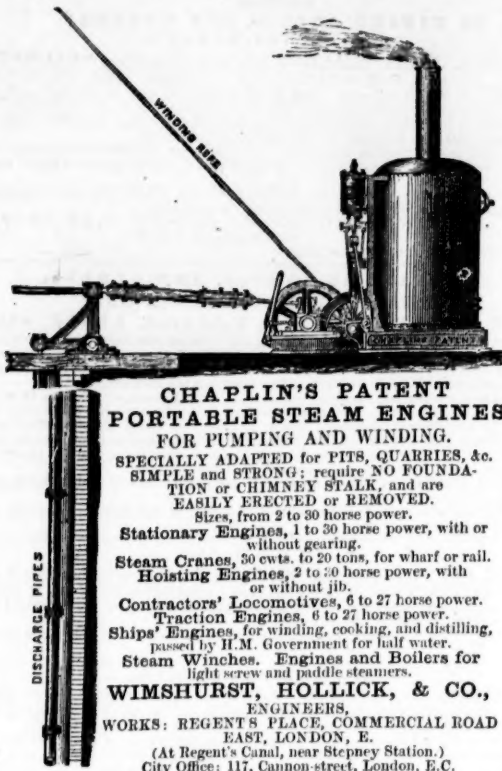 WINDING ROPE
CHAPLIN'S PATENT
DISCHARGE PIPES
CHAPLIN'S PATENT
PORTABLE STEAM ENGINES
FOR PUMPING AND WINDING.
SPECIALLY ADAPTED for PITS, QUARRIES, &c.
SIMPLE and STRONG; require NO FOUNDA-
TION or CHIMNEY STALK, and are
EASILY ERECTED or REMOVED.
Sizes, from 2 to 30 horse power.
Stationary Engines, 1 to 30 horse power, with or
without gearing.
Steam Cranes, 30 cwts. to 20 tons, for wharf or rail.
Hoisting Engines, 2 to 30 horse power, with
or without jib.
Contractors' Locomotives, 6 to 27 horse power.
Traction Engines, 6 to 27 horse power.
Ships' Engines, for winding, cooking, and distilling,
passed by H.M. Government for half water.
Steam Winches. Engines and Boilers for
light screw and paddle steamers.
WIMSHURST, HOLLICK, & CO.,
ENGINEERS,
WORKS: REGENTS PLACE, COMMERCIAL ROAD
EAST, LONDON, E.
(At Regent's Canal, near Stepney Station.)
City Office: 117, Cannon-street, London, E.C.